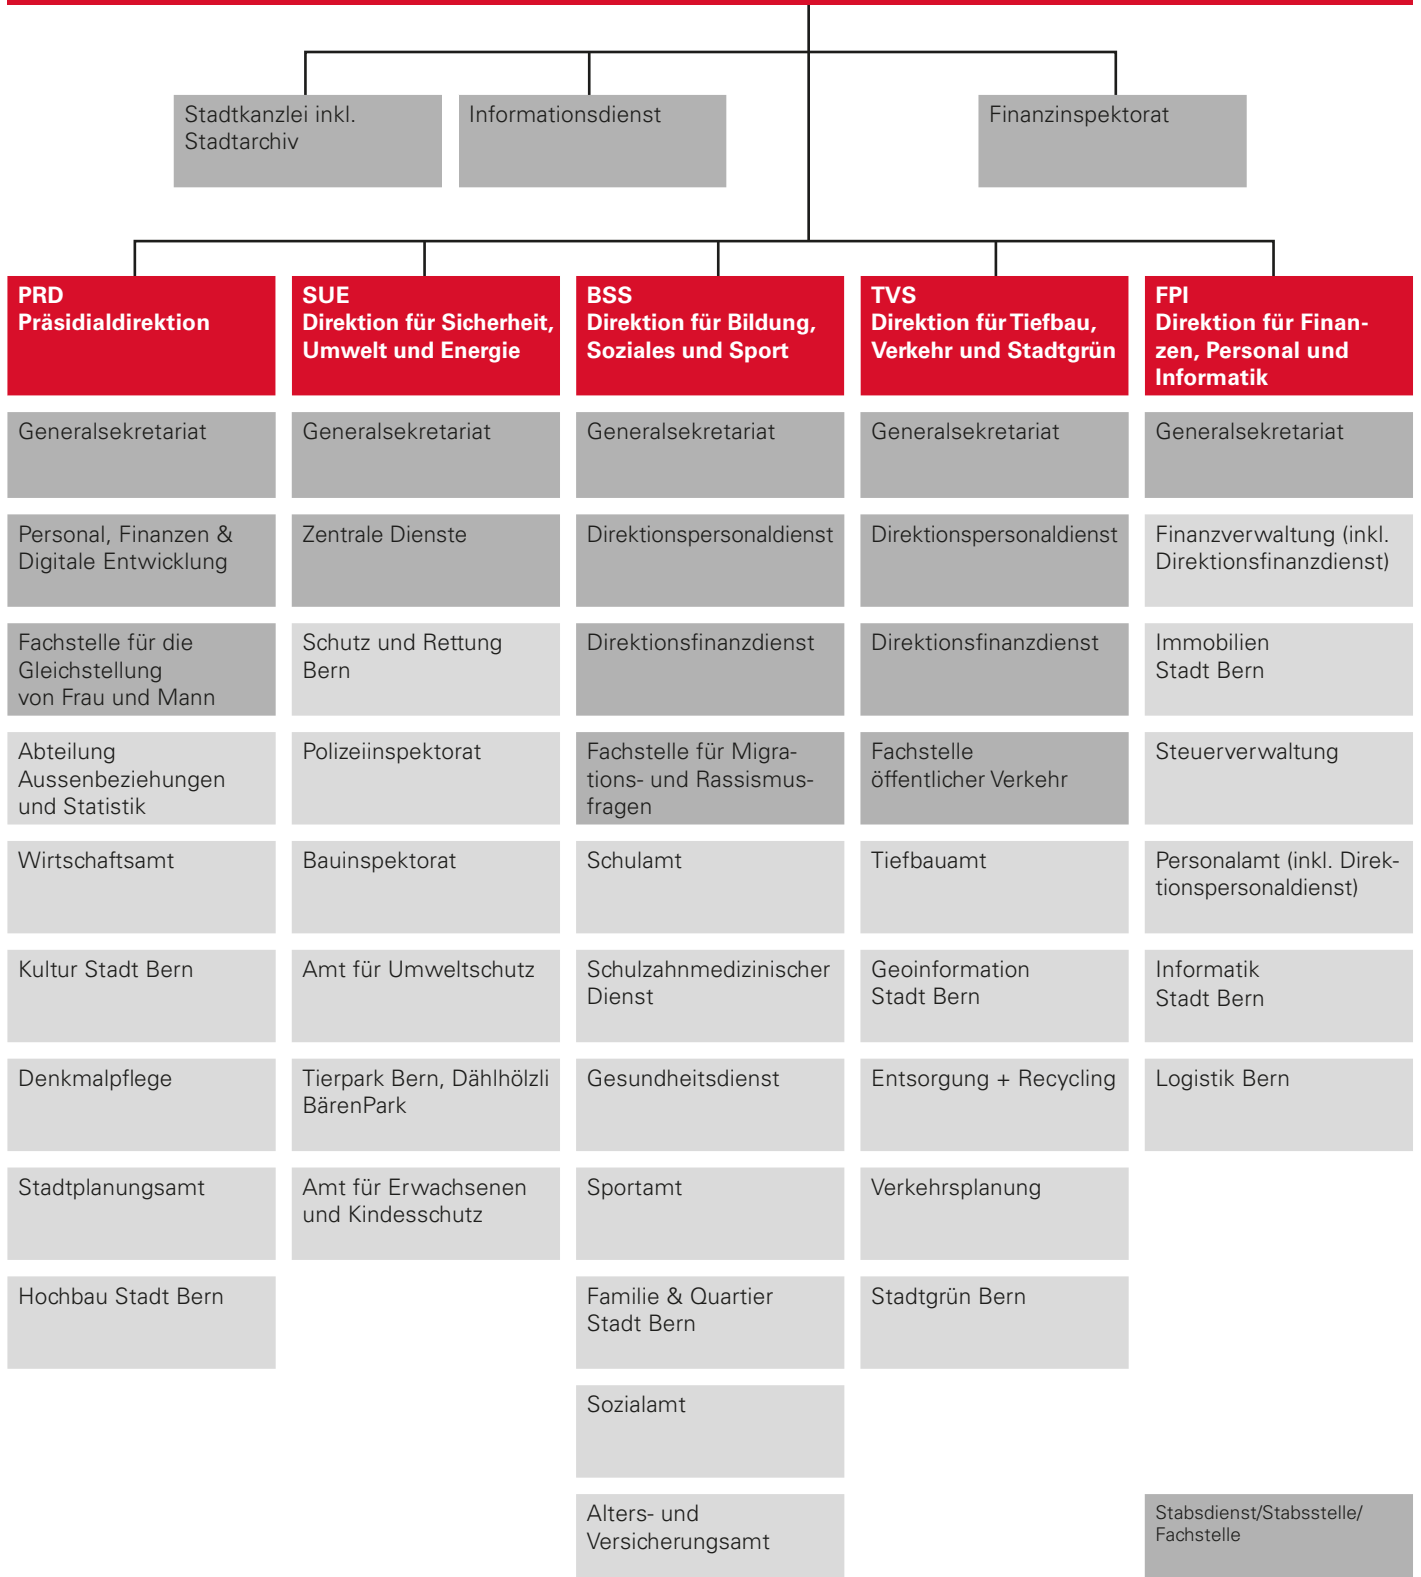 Stadtkanzlei inkl.
Stadtarchiv
Informationsdienst
Finanzinspektorat
PRD
Präsidialdirektion
SUE
Direktion für Sicherheit,
Umwelt und Energie
BSS
Direktion für Bildung,
Soziales und Sport
TVS
Direktion für Tiefbau,
Verkehr und Stadtgrün
FPI
Direktion für Finan-
zen, Personal und
Informatik
Generalsekretariat
Generalsekretariat
Generalsekretariat
Generalsekretariat
Generalsekretariat
Personal, Finanzen &
Digitale Entwicklung
Zentrale Dienste
Direktionspersonaldienst
Direktionspersonaldienst
Finanzverwaltung (inkl.
Direktionsfinanzdienst)
Fachstelle für die
Gleichstellung
von Frau und Mann
Schutz und Rettung
Bern
Direktionsfinanzdienst
Direktionsfinanzdienst
Immobilien
Stadt Bern
Abteilung
Aussenbeziehungen
und Statistik
Polizeiinspektorat
Fachstelle für Migra-
tions- und Rassismus-
fragen
Fachstelle
öffentlicher Verkehr
Steuerverwaltung
Wirtschaftsamt
Bauinspektorat
Schulamt
Tiefbauamt
Personalamt (inkl. Direk-
tionspersonaldienst)
Kultur Stadt Bern
Amt für Umweltschutz
Schulzahnmedizinischer
Dienst
Geoinformation
Stadt Bern
Informatik
Stadt Bern
Denkmalpflege
Tierpark Bern, Dählhölzli
BärenPark
Gesundheitsdienst
Entsorgung + Recycling
Logistik Bern
Stadtplanungsamt
Amt für Erwachsenen
und Kindesschutz
Sportamt
Verkehrsplanung
Hochbau Stadt Bern
Familie & Quartier
Stadt Bern
Stadtgrün Bern
Sozialamt
Alters- und
Versicherungsamt
Stabsdienst/Stabsstelle/
Fachstelle